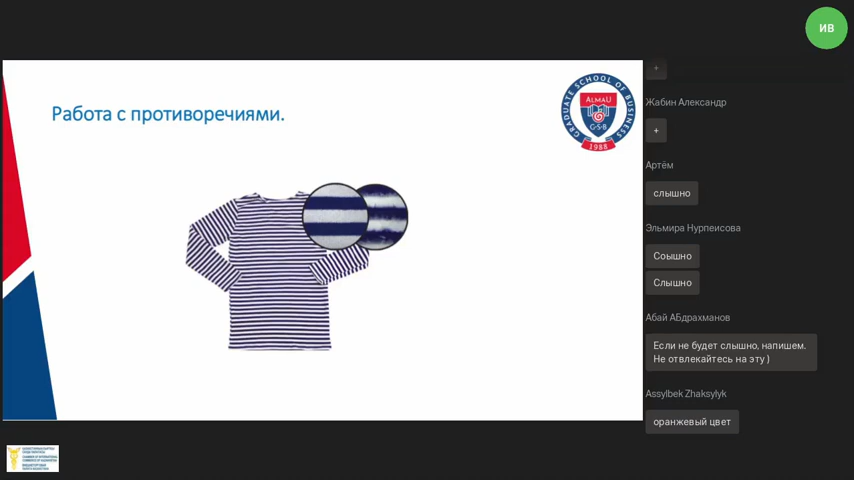 ИВ
Работа с противоречиями.
GRADUATE SCHOOL OF BUSINESS
ALMAU
G·S·B
1988
+
Жабин Александр
+
Артём
слышно
Эльмира Нурпеисова
Соышно
Слышно
Абай АБдрахманов
Если не будет слышно, напишем.
Не отвлекайтесь на эту )
Assylbek Zhaksylyk
оранжевый цвет